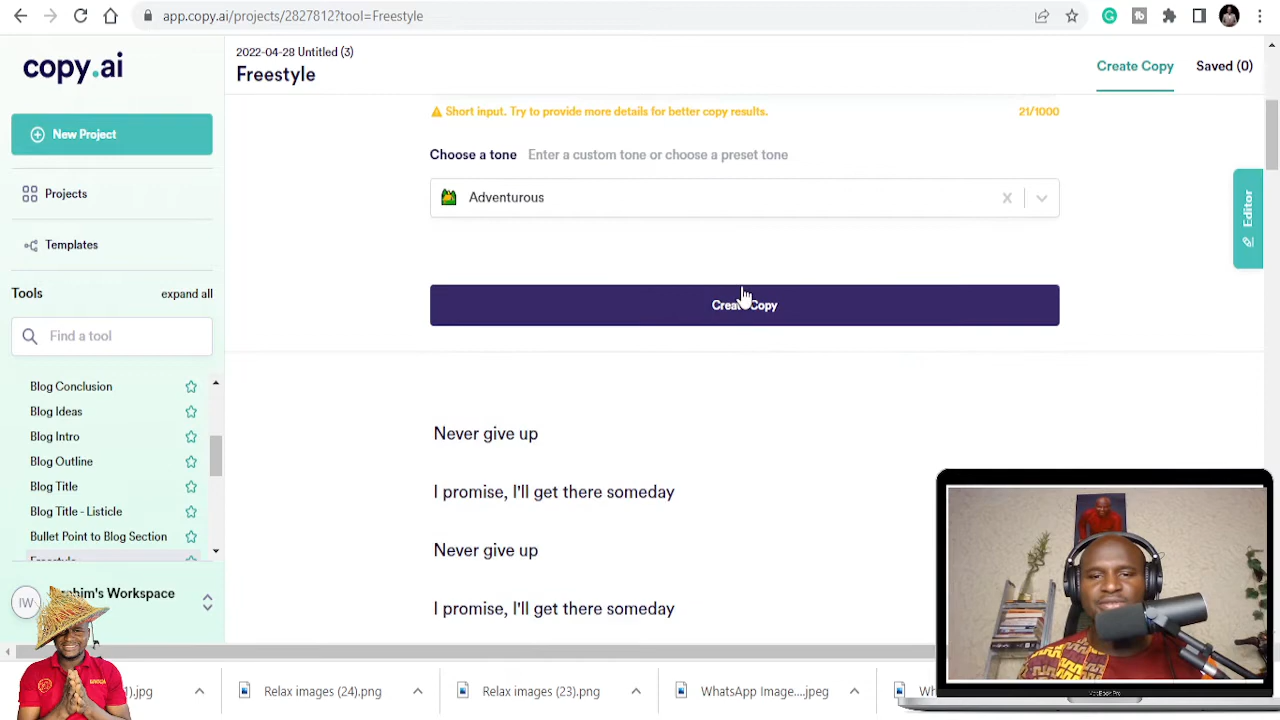 app.copy.ai/projects/2827812?tool=Freestyle
copy.ai
2022-04-28 Untitled (3)
Freestyle
Create Copy
Saved (0)
New Project
Short input. Try to provide more details for better copy results.
21/1000
Choose a tone
Enter a custom tone or choose a preset tone
Projects
Adventurous
Editor
Templates
Tools
expand all
Create Copy
Find a tool
Blog Conclusion
Blog Ideas
Blog Intro
Blog Outline
Blog Title
Blog Title - Listicle
Bullet Point to Blog Section
Freestyle
Never give up
I promise, I'll get there someday
Never give up
I promise, I'll get there someday
IW
's Workspace
MacBook Pro
).jpg
Relax images (24).png
Relax images (23).png
WhatsApp Image....jpeg